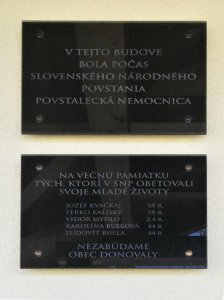 V TEJTO BUDOVE
BOLA POČAS
SLOVENSKÉHO NÁRODNÉHO
POVSTANIA
POVSTALECKÁ NEMOCNICA
NA VEČNÚ PAMIATKU
TÝCH, KTORÍ V SNP OBETOVALI
SVOJE MLADÉ ŽIVOTY
JOZEF KVAČKAJ 18 R.
FERKO KALISKÝ 18 R.
VIDOR MYDLO 24 R.
KAROLÍNA BULLOVÁ 44 R.
ĽUDOVÍT BULLA 44 R.
NEZABÚDAME
OBEC DONOVALY